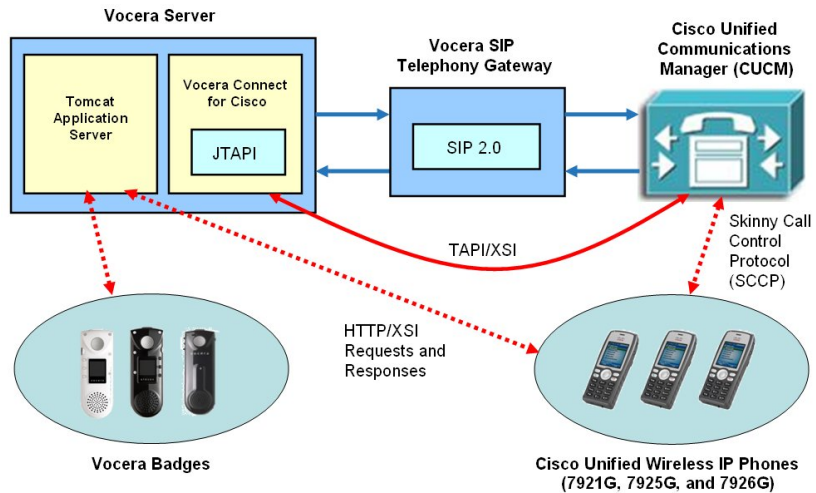 Vocera Server
Vocera SIP
Telephony Gateway
Cisco Unified
Communications
Manager (CUCM)
Tomcat
Application
Server
Vocera Connect
for Cisco
JTAPI
SIP 2.0
TAPI/XSI
Skinny Call
Control
Protocol
(SCCP)
HTTP/XSI
Requests and
Responses
Vocera Badges
Cisco Unified Wireless IP Phones
(7921G, 7925G, and 7926G)